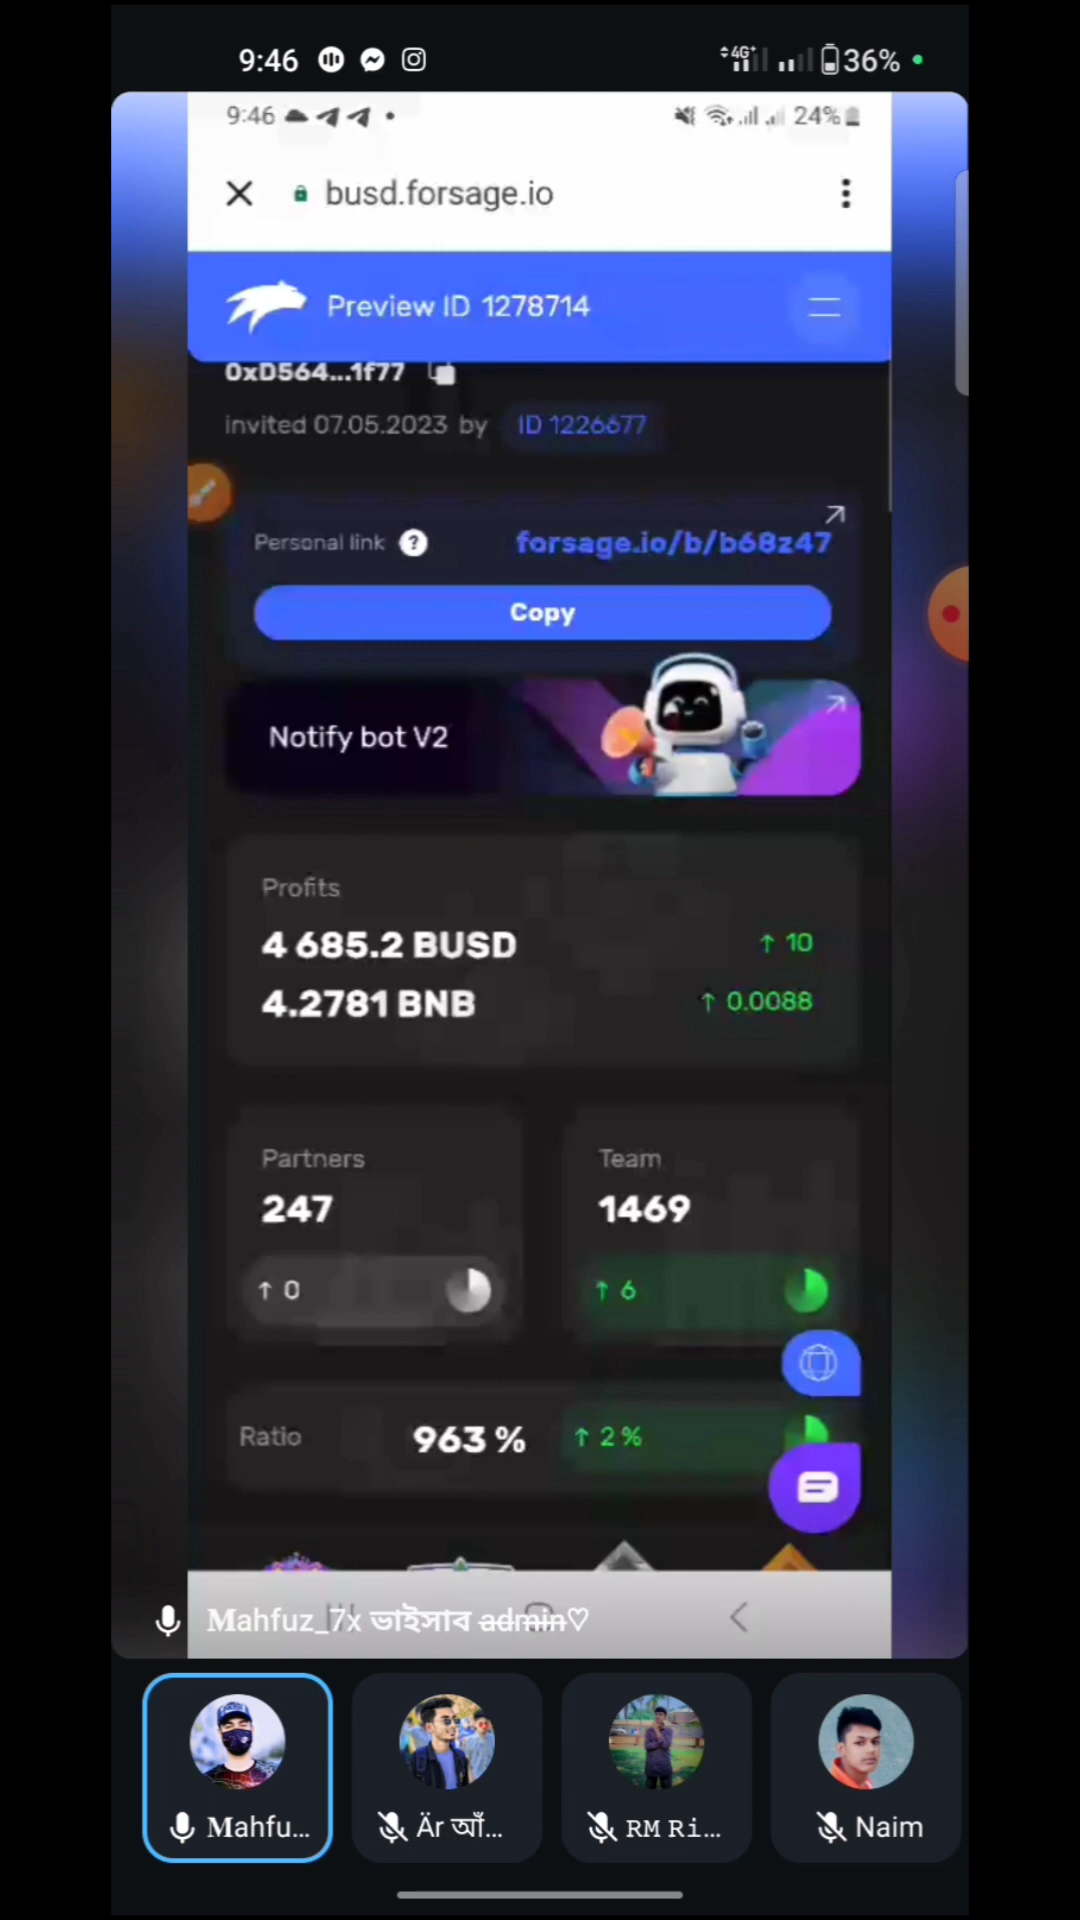 9:46 4G+ 36%
9:46 24%
busd.forsage.io
Preview ID 1278714
0xD564...1f77
invited 07.05.2023 by ID 1226677
Personal link ? forsage.io/b/b68z47
Copy
Notify bot V2
Profits
4 685.2 BUSD ↑ 10
4.2781 BNB ↑ 0.0088
Partners Team
247 1469
↑ 0 ↑ 6
Ratio 963 % ↑ 2 %
Mahfuz_7x ভাইসাব admin♡
Mahfu... Är আঁ... RM Ri... Naim